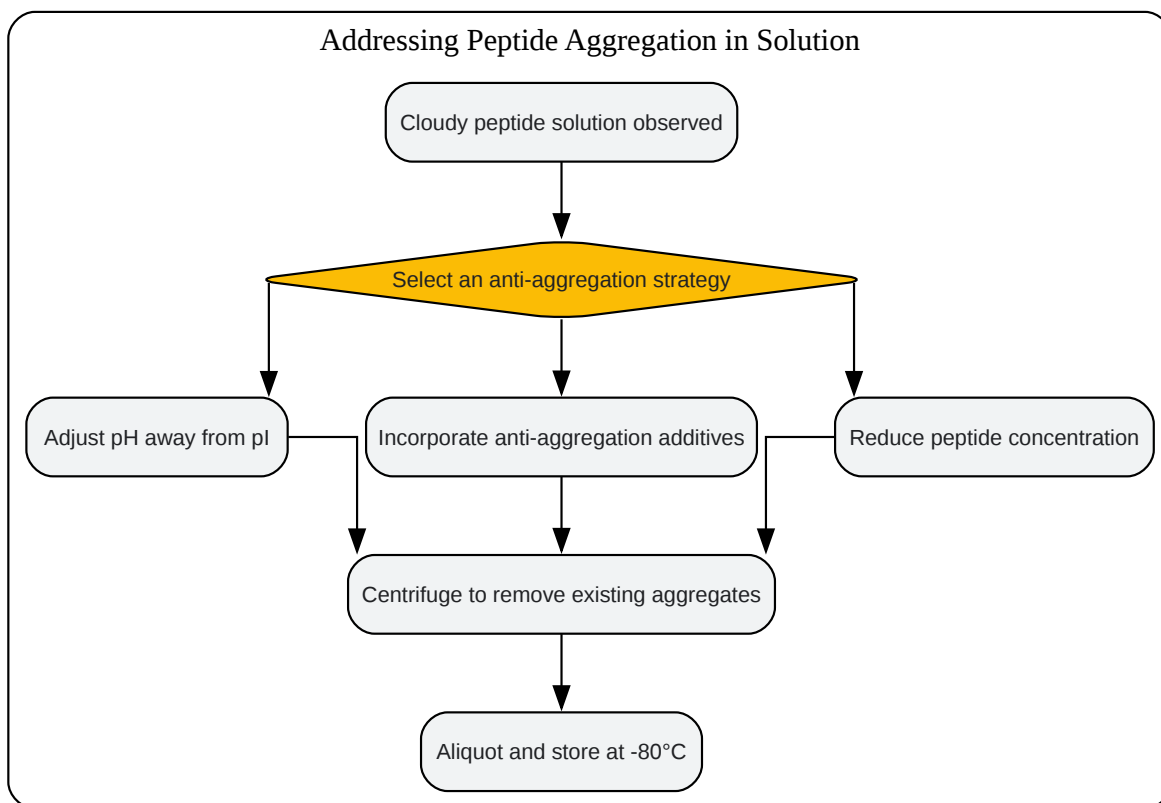 Addressing Peptide Aggregation in Solution
Cloudy peptide solution observed
Select an anti-aggregation strategy
Adjust pH away from pI
Incorporate anti-aggregation additives
Reduce peptide concentration
Centrifuge to remove existing aggregates
Aliquot and store at -80°C